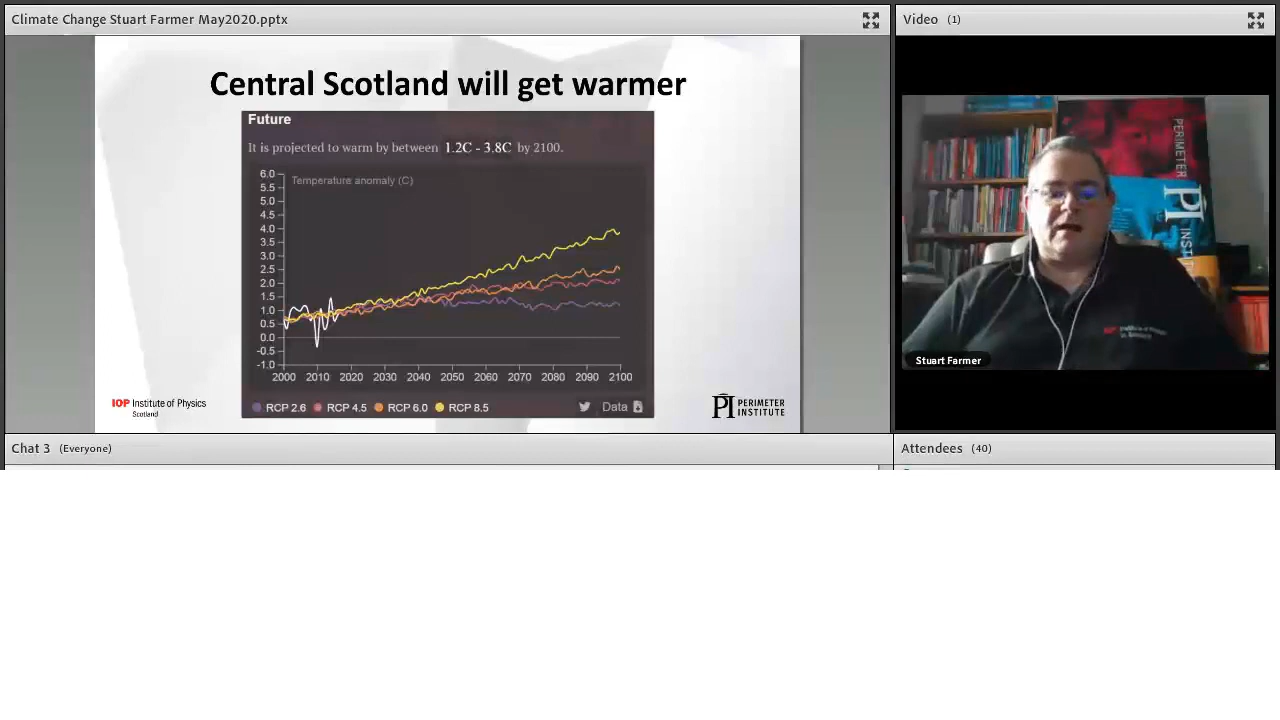 Climate Change Stuart Farmer May2020.pptx
Video (1)
Central Scotland will get warmer
Future
It is projected to warm by between 1.2C - 3.8C by 2100.
Temperature anomaly (C)
6.0
5.5
5.0
4.5
4.0
3.5
3.0
2.5
2.0
1.5
1.0
0.5
0.0
-0.5
-1.0
2000 2010 2020 2030 2040 2050 2060 2070 2080 2090 2100
RCP 2.6 RCP 4.5 RCP 6.0 RCP 8.5 Data
IOP Institute of Physics
Scotland
PI PERIMETER
INSTITUTE
PERIMETER
PI
Stuart Farmer
Chat 3 (Everyone)
Attendees (40)